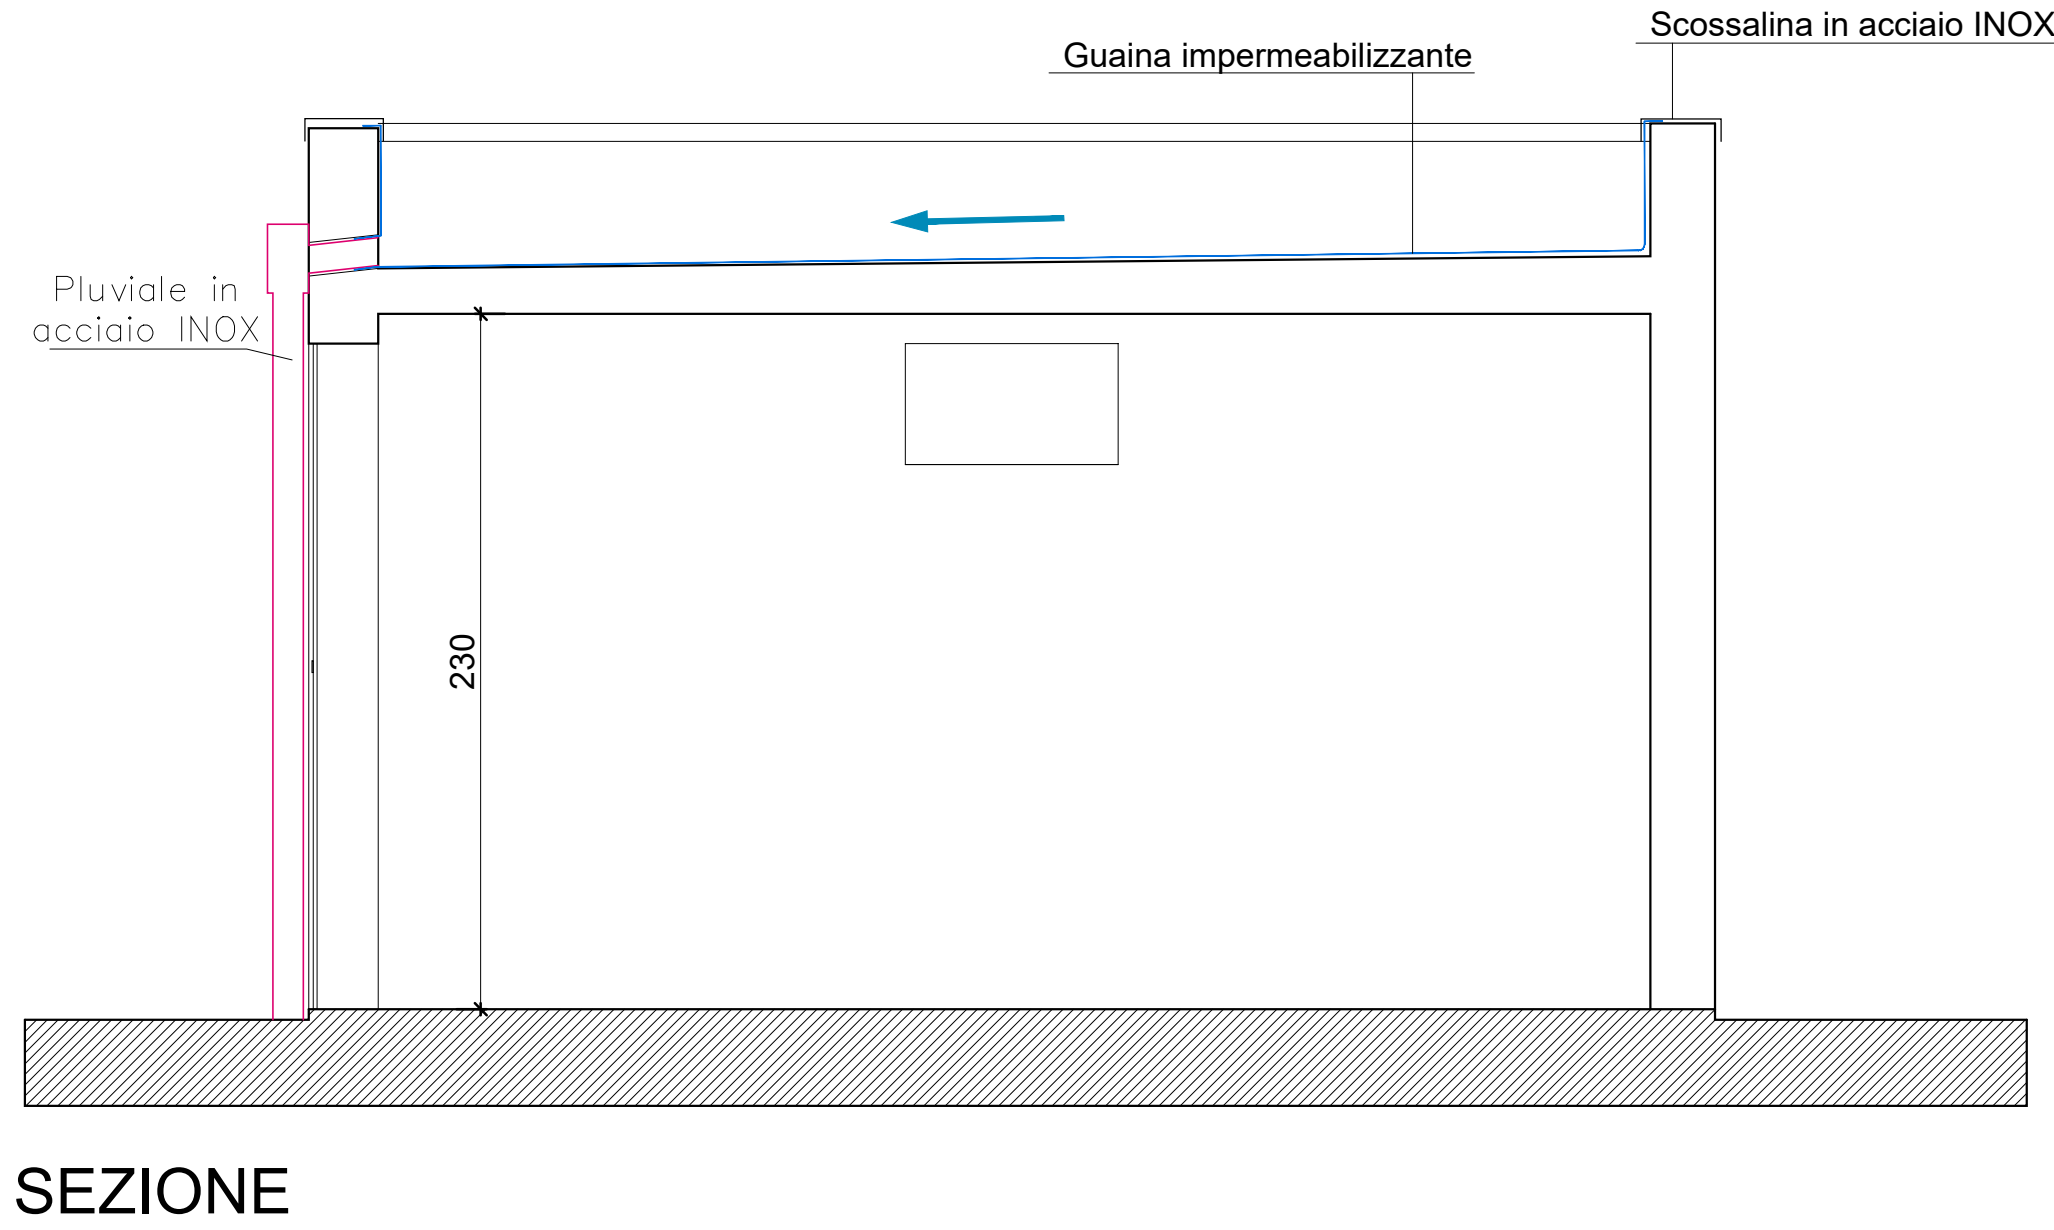 Scossalina in acciaio INOX
Guaina impermeabilizzante
Pluviale in
acciaio INOX
230
SEZIONE